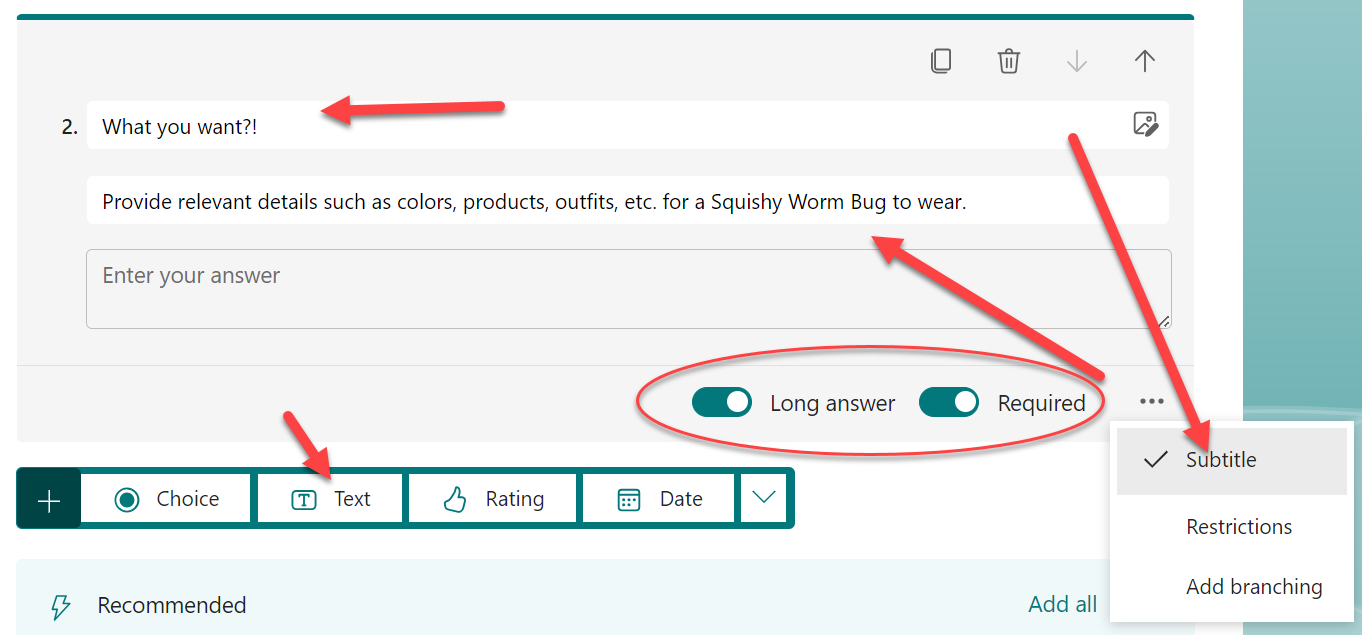 2. What you want?!
Provide relevant details such as colors, products, outfits, etc. for a Squishy Worm Bug to wear.
Enter your answer
Long answer Required
Subtitle
Restrictions
Add branching
Choice Text Rating Date
Recommended Add all